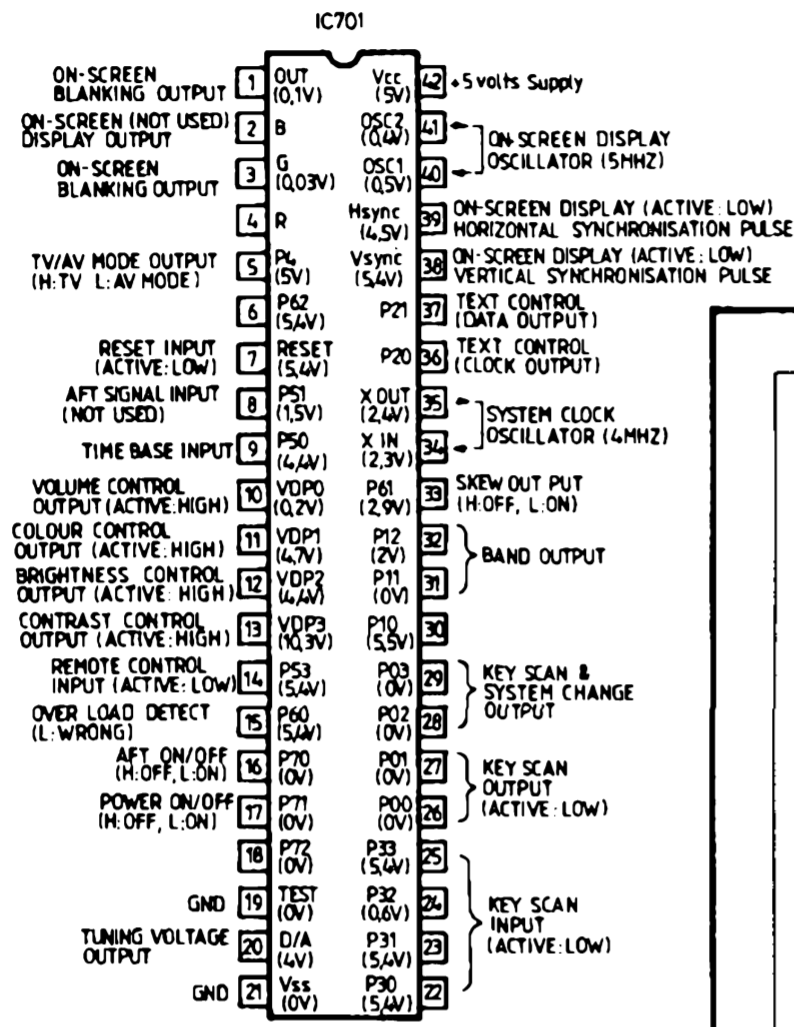 IC701
ON-SCREEN
BLANKING OUTPUT
1
OUT
(0,1V)
Vcc
(5V)
42
+5 volts Supply
ON-SCREEN (NOT USED)
DISPLAY OUTPUT
2
B
OSC2
(0,4V)
41
ON-SCREEN DISPLAY
OSCILLATOR (5MHZ)
ON-SCREEN
BLANKING OUTPUT
3
G
(0,03V)
OSC1
(0,5V)
40
4
R
Hsync
(4,5V)
39
ON-SCREEN DISPLAY (ACTIVE:LOW)
HORIZONTAL SYNCHRONISATION PULSE
TV/AV MODE OUTPUT
(H:TV L:AV MODE)
5
P4
(5V)
Vsync
(5,4V)
38
ON-SCREEN DISPLAY (ACTIVE:LOW)
VERTICAL SYNCHRONISATION PULSE
6
P62
(5,4V)
P21
37
TEXT CONTROL
(DATA OUTPUT)
RESET INPUT
(ACTIVE:LOW)
7
RESET
(5,4V)
P20
36
TEXT CONTROL
(CLOCK OUTPUT)
AFT SIGNAL INPUT
(NOT USED)
8
P51
(1,5V)
X OUT
(2,4V)
35
SYSTEM CLOCK
OSCILLATOR (4MHZ)
TIME BASE INPUT
9
P50
(4,4V)
X IN
(2,3V)
34
VOLUME CONTROL
OUTPUT (ACTIVE:HIGH)
10
VDP0
(0,2V)
P61
(2,9V)
33
SKEW OUT PUT
(H:OFF, L:ON)
COLOUR CONTROL
OUTPUT (ACTIVE:HIGH)
11
VDP1
(4,7V)
P12
(2V)
32
BAND OUTPUT
BRIGHTNESS CONTROL
OUTPUT (ACTIVE:HIGH)
12
VDP2
(4,4V)
P11
(0V)
31
CONTRAST CONTROL
OUTPUT (ACTIVE:HIGH)
13
VDP3
(10,3V)
P10
(5,5V)
30
REMOTE CONTROL
INPUT (ACTIVE:LOW)
14
P53
(5,4V)
P03
(0V)
29
KEY SCAN &
SYSTEM CHANGE
OUTPUT
OVER LOAD DETECT
(L:WRONG)
15
P60
(5,4V)
P02
(0V)
28
AFT ON/OFF
(H:OFF, L:ON)
16
P70
(0V)
P01
(0V)
27
KEY SCAN
OUTPUT
(ACTIVE:LOW)
POWER ON/OFF
(H:OFF, L:ON)
17
P71
(0V)
P00
(0V)
26
18
P72
(0V)
P33
(5,4V)
25
GND
19
TEST
(0V)
P32
(0,6V)
24
KEY SCAN
INPUT
(ACTIVE:LOW)
TUNING VOLTAGE
OUTPUT
20
D/A
(4V)
P31
(5,4V)
23
GND
21
Vss
(0V)
P30
(5,4V)
22